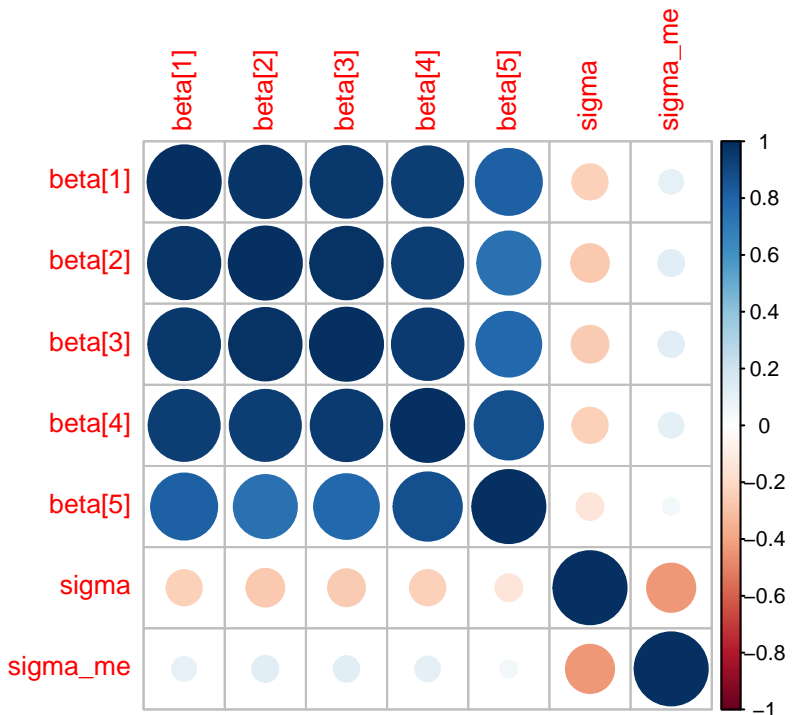 beta[1]
beta[2]
beta[3]
beta[4]
beta[5]
sigma
sigma_me
beta[1]
beta[2]
beta[3]
beta[4]
beta[5]
sigma
sigma_me
1
0.8
0.6
0.4
0.2
0
−0.2
−0.4
−0.6
−0.8
−1